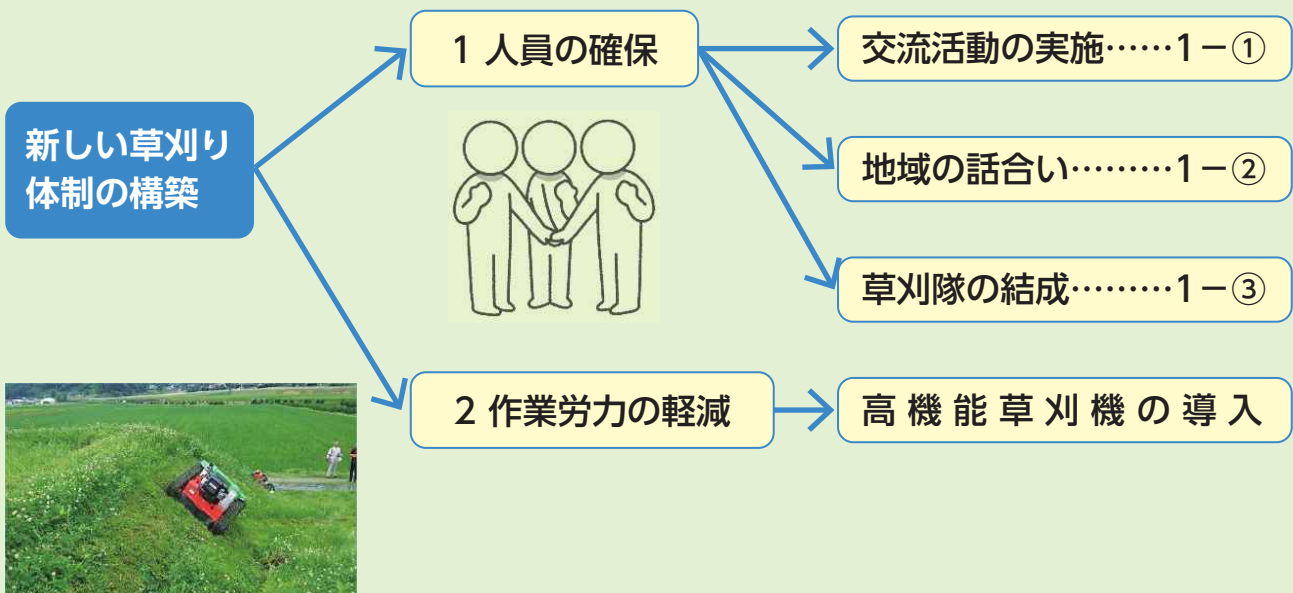 新しい草刈り
体制の構築
1 人員の確保
交流活動の実施……1－①
地域の話合い………1－②
草刈隊の結成………1－③
2 作業労力の軽減
高機能草刈機の導入